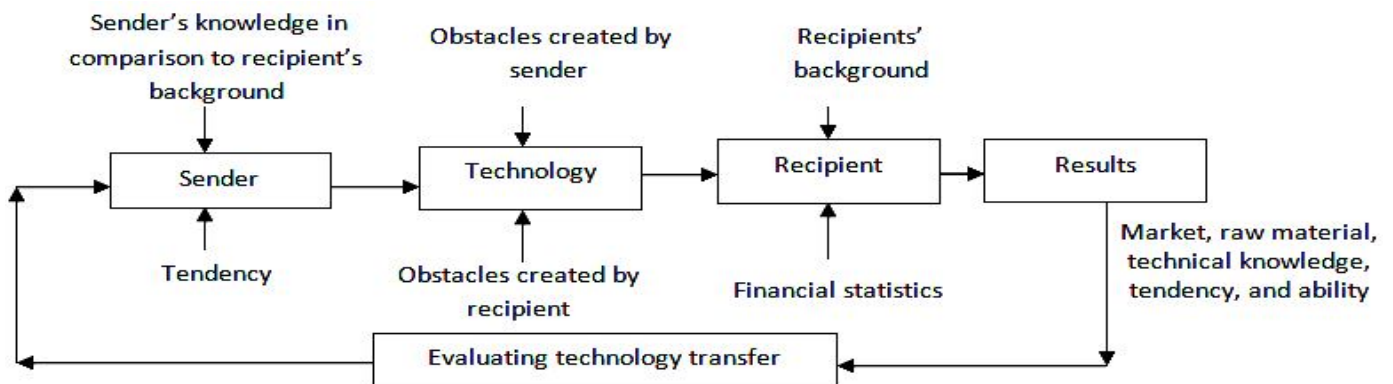 Sender’s knowledge in
comparison to recipient’s
background
Obstacles created by
sender
Recipients’
background
Sender
Technology
Recipient
Results
Tendency
Obstacles created by
recipient
Financial statistics
Market, raw material,
technical knowledge,
tendency, and ability
Evaluating technology transfer